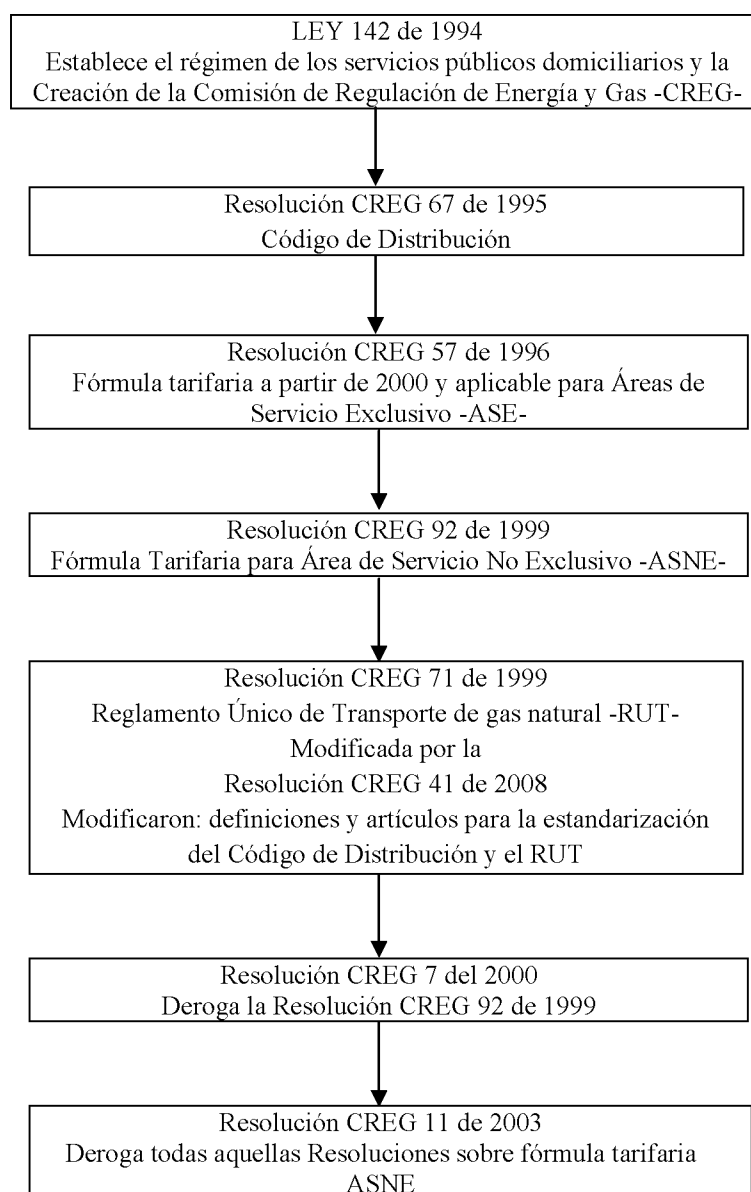 LEY 142 de 1994
Establece el régimen de los servicios públicos domiciliarios y la
Creación de la Comisión de Regulación de Energía y Gas -CREG-
Resolución CREG 67 de 1995
Código de Distribución
Resolución CREG 57 de 1996
Fórmula tarifaria a partir de 2000 y aplicable para Áreas de
Servicio Exclusivo -ASE-
Resolución CREG 92 de 1999
Fórmula Tarifaria para Área de Servicio No Exclusivo -ASNE-
Resolución CREG 71 de 1999
Reglamento Único de Transporte de gas natural -RUT-
Modificada por la
Resolución CREG 41 de 2008
Modificaron: definiciones y artículos para la estandarización
del Código de Distribución y el RUT
Resolución CREG 7 del 2000
Deroga la Resolución CREG 92 de 1999
Resolución CREG 11 de 2003
Deroga todas aquellas Resoluciones sobre fórmula tarifaria
ASNE